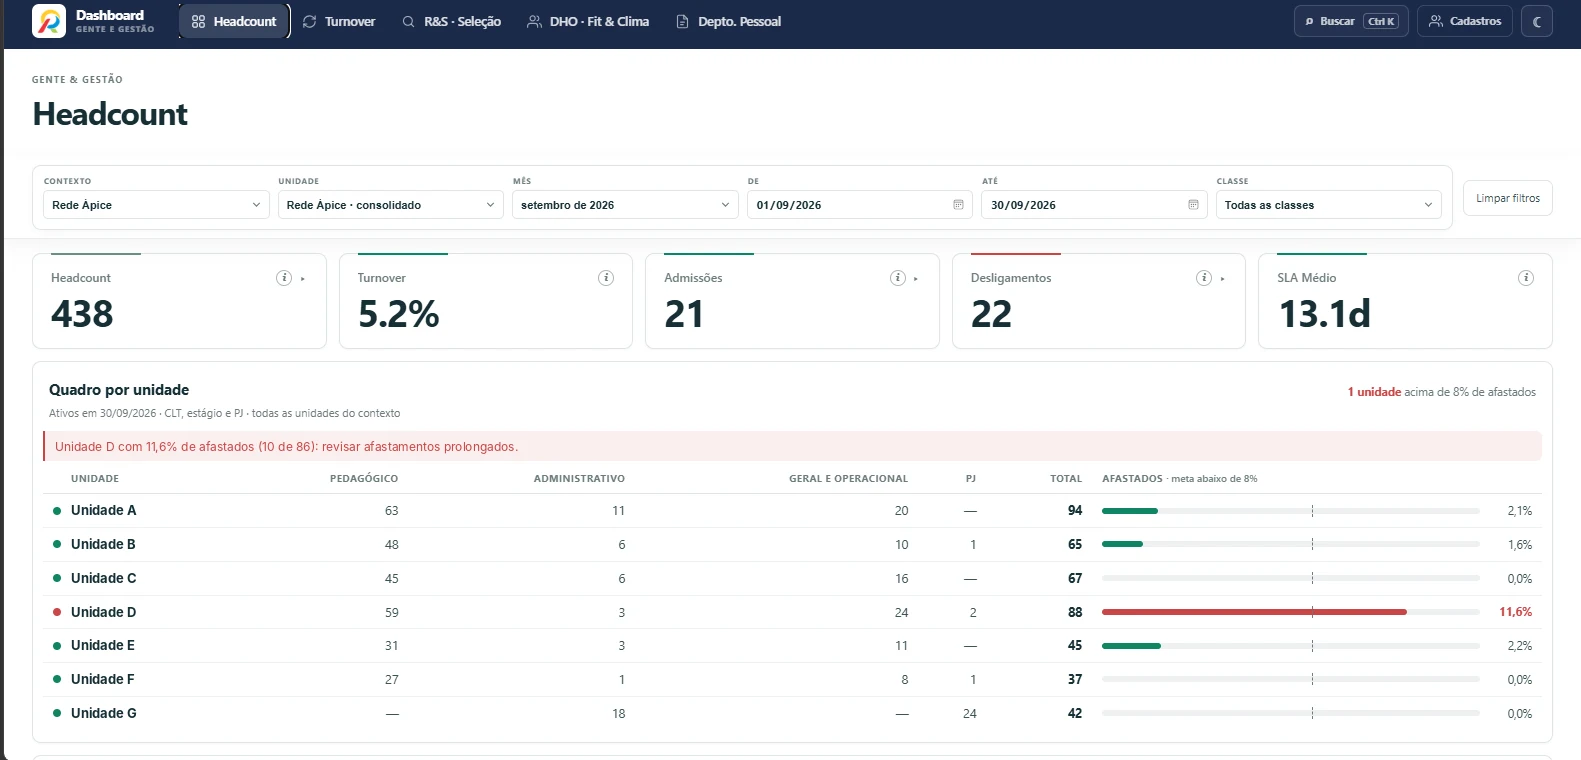 Dashboard
GENTE E GESTÃO
Headcount
Turnover
R&S · Seleção
DHO · Fit & Clima
Depto. Pessoal
Buscar Ctrl K
Cadastros
GENTE & GESTÃO
Headcount
CONTEXTO UNIDADE MÊS DE ATÉ CLASSE
Rede Ápice Rede Ápice · consolidado setembro de 2026 01/09/2026 30/09/2026 Todas as classes Limpar filtros
Headcount Turnover Admissões Desligamentos SLA Médio
438 5.2% 21 22 13.1d
Quadro por unidade
1 unidade acima de 8% de afastados
Ativos em 30/09/2026 · CLT, estágio e PJ · todas as unidades do contexto
Unidade D com 11,6% de afastados (10 de 86): revisar afastamentos prolongados.
UNIDADE PEDAGÓGICO ADMINISTRATIVO GERAL E OPERACIONAL PJ TOTAL AFASTADOS · meta abaixo de 8%
Unidade A 63 11 20 — 94 2,1%
Unidade B 48 6 10 1 65 1,6%
Unidade C 45 6 16 — 67 0,0%
Unidade D 59 3 24 2 88 11,6%
Unidade E 31 3 11 — 45 2,2%
Unidade F 27 1 8 1 37 0,0%
Unidade G — 18 — 24 42 0,0%